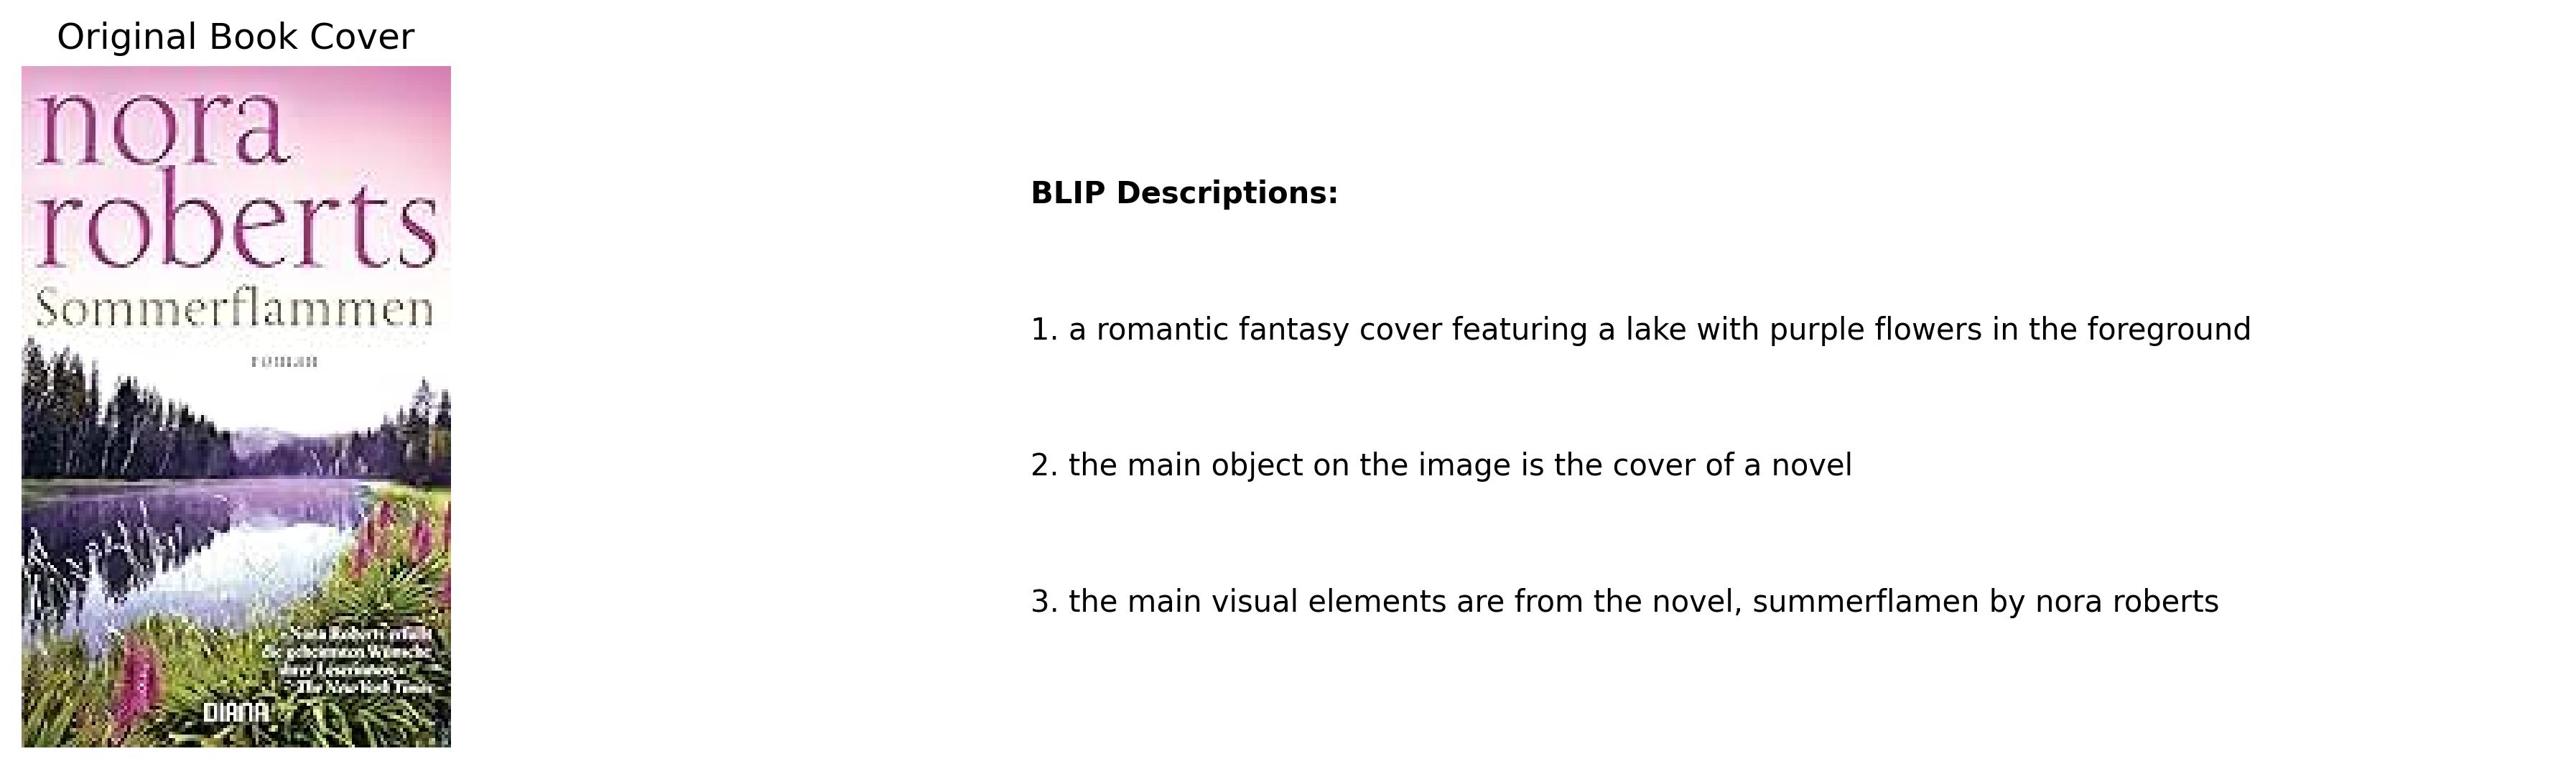 Original Book Cover
nora
roberts
Sommerflammen
roman
«Nora Roberts erfüllt
die geheimsten Wünsche
ihrer Leserinnen.»
The New York Times
DIANA
BLIP Descriptions:
1. a romantic fantasy cover featuring a lake with purple flowers in the foreground
2. the main object on the image is the cover of a novel
3. the main visual elements are from the novel, summerflamen by nora roberts